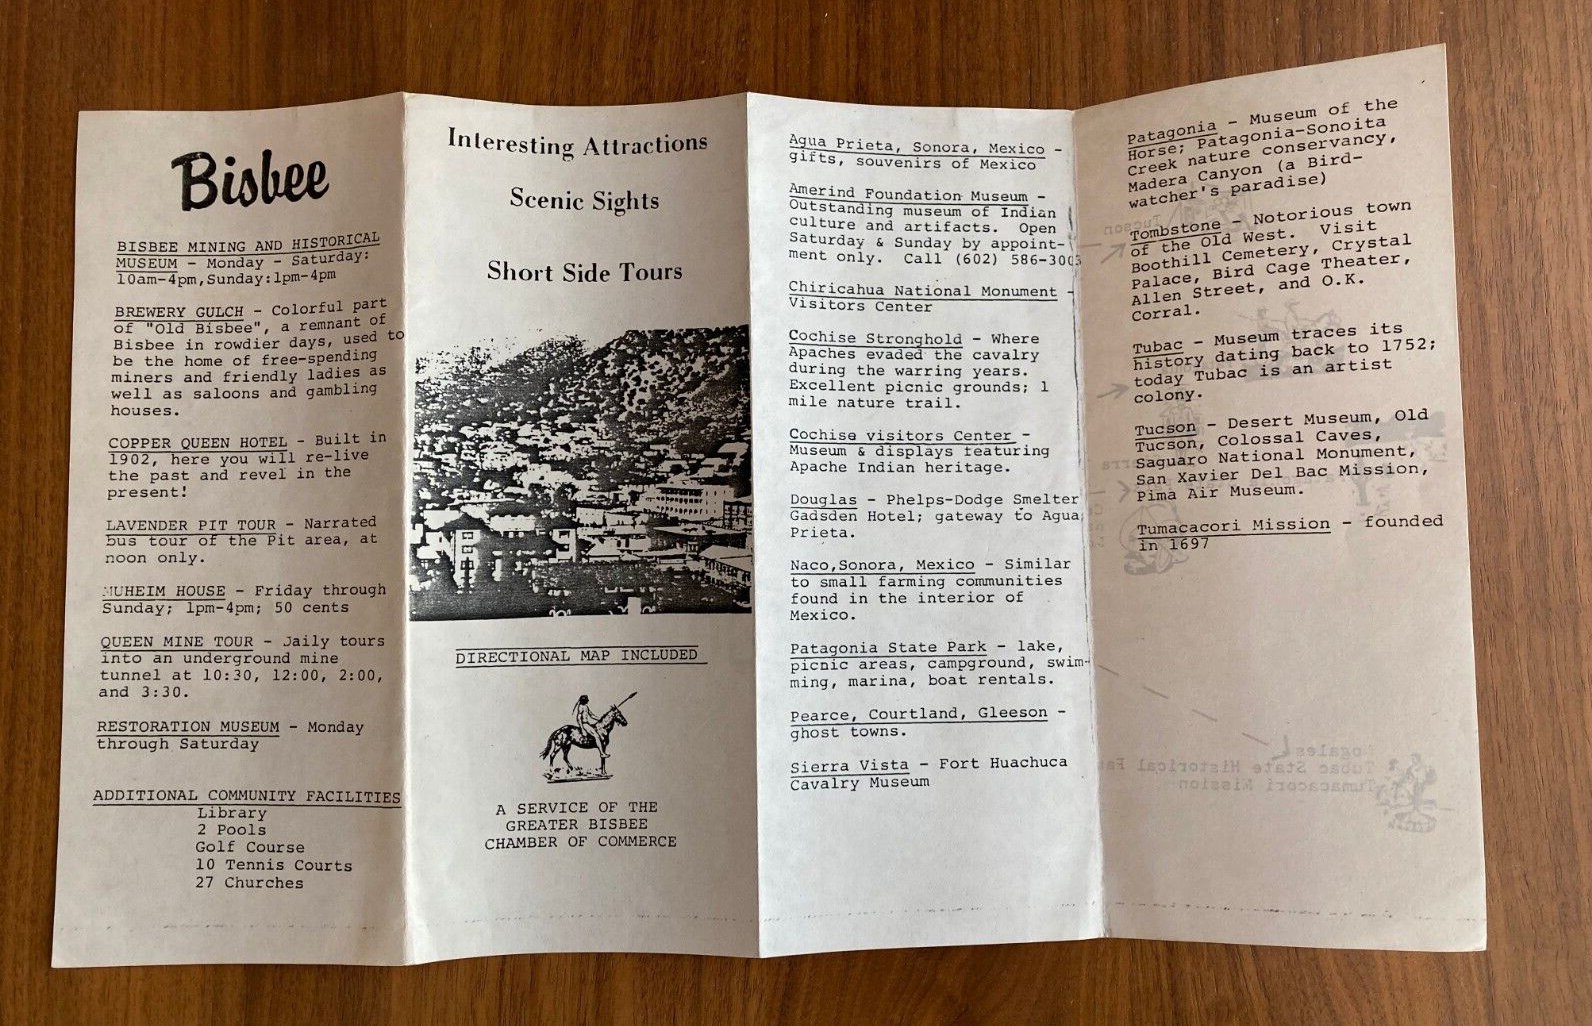 Bisbee
BISBEE MINING AND HISTORICAL
MUSEUM - Monday - Saturday:
10am-4pm,Sunday:1pm-4pm
BREWERY GULCH - Colorful part
of "Old Bisbee", a remnant of
Bisbee in rowdier days, used to
be the home of free-spending
miners and friendly ladies as
well as saloons and gambling
houses.
COPPER QUEEN HOTEL - Built in
1902, here you will re-live
the past and revel in the
present!
LAVENDER PIT TOUR - Narrated
bus tour of the Pit area, at
noon only.
MUHEIM HOUSE - Friday through
Sunday; 1pm-4pm; 50 cents
QUEEN MINE TOUR - Daily tours
into an underground mine
tunnel at 10:30, 12:00, 2:00,
and 3:30.
RESTORATION MUSEUM - Monday
through Saturday
ADDITIONAL COMMUNITY FACILITIES
Library
2 Pools
Golf Course
10 Tennis Courts
27 Churches
Interesting Attractions
Scenic Sights
Short Side Tours
DIRECTIONAL MAP INCLUDED
A SERVICE OF THE
GREATER BISBEE
CHAMBER OF COMMERCE
Agua Prieta, Sonora, Mexico -
gifts, souvenirs of Mexico
Amerind Foundation Museum -
Outstanding museum of Indian
culture and artifacts. Open
Saturday & Sunday by appoint-
ment only. Call (602) 586-3003
Chiricahua National Monument -
Visitors Center
Cochise Stronghold - Where
Apaches evaded the cavalry
during the warring years.
Excellent picnic grounds; 1
mile nature trail.
Cochise visitors Center -
Museum & displays featuring
Apache Indian heritage.
Douglas - Phelps-Dodge Smelter
Gadsden Hotel; gateway to Agua
Prieta.
Naco,Sonora, Mexico - Similar
to small farming communities
found in the interior of
Mexico.
Patagonia State Park - lake,
picnic areas, campground, swim-
ming, marina, boat rentals.
Pearce, Courtland, Gleeson -
ghost towns.
Sierra Vista - Fort Huachuca
Cavalry Museum
Patagonia - Museum of the
Horse; Patagonia-Sonoita
Creek nature conservancy,
Madera Canyon (a Bird-
watcher's paradise)
Tombstone - Notorious town
of the Old West. Visit
Boothill Cemetery, Crystal
Palace, Bird Cage Theater,
Allen Street, and O.K.
Corral.
Tubac - Museum traces its
history dating back to 1752;
today Tubac is an artist
colony.
Tucson - Desert Museum, Old
Tucson, Colossal Caves,
Saguaro National Monument,
San Xavier Del Bac Mission,
Pima Air Museum.
Tumacacori Mission - founded
in 1697